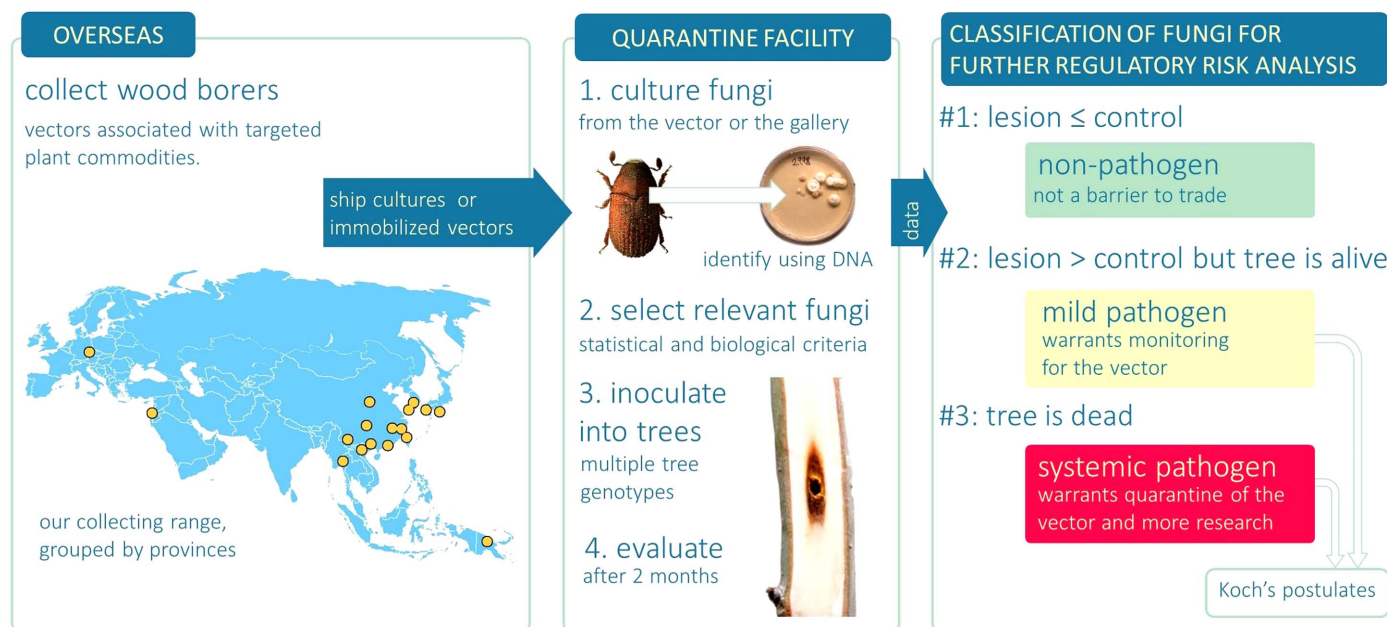 OVERSEAS
collect wood borers
vectors associated with targeted
plant commodities.
ship cultures or
immobilized vectors
our collecting range,
grouped by provinces
QUARANTINE FACILITY
1. culture fungi
from the vector or the gallery
2398
identify using DNA
2. select relevant fungi
statistical and biological criteria
3. inoculate
into trees
multiple tree
genotypes
4. evaluate
after 2 months
data
CLASSIFICATION OF FUNGI FOR
FURTHER REGULATORY RISK ANALYSIS
#1: lesion ≤ control
non-pathogen
not a barrier to trade
#2: lesion > control but tree is alive
mild pathogen
warrants monitoring
for the vector
#3: tree is dead
systemic pathogen
warrants quarantine of the
vector and more research
Koch's postulates